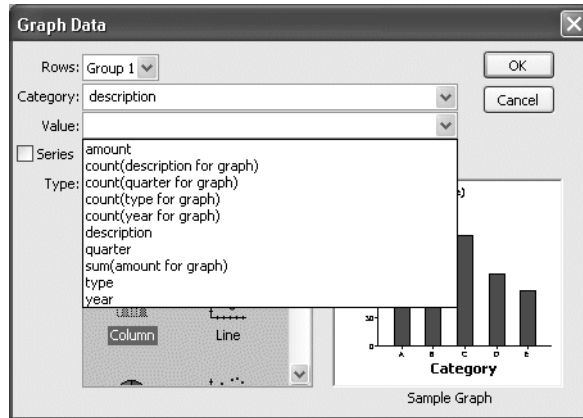 Graph Data
Rows: Group 1
OK
Category: description
Cancel
Value:
Series
Type:
amount
count(description for graph)
count(quarter for graph)
count(type for graph)
count(year for graph)
description
quarter
sum(amount for graph)
type
year
Column
Line
A B C D E
Category
Sample Graph